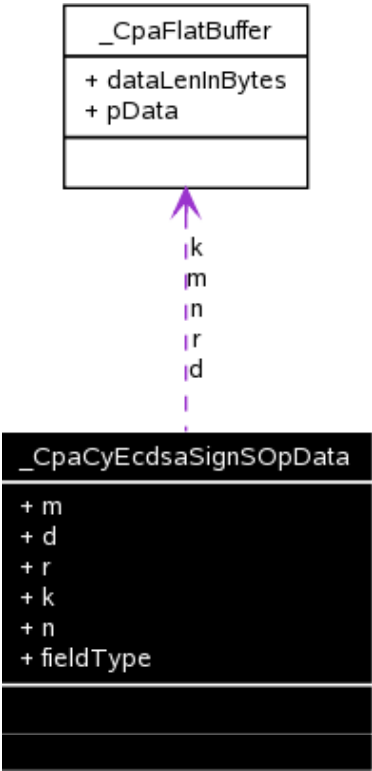 _CpaFlatBuffer
+ dataLenInBytes
+ pData
k
m
n
r
d
_CpaCyEcdsaSignSOpData
+ m
+ d
+ r
+ k
+ n
+ fieldType